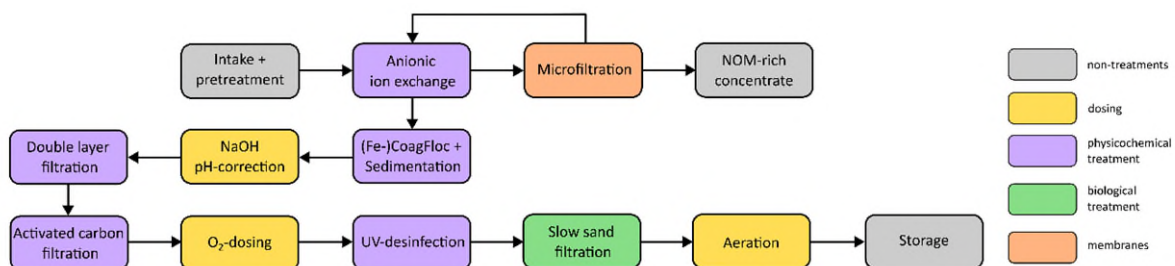 Intake +
pretreatment
Anionic
ion exchange
Microfiltration
NOM-rich
concentrate
Double layer
filtration
NaOH
pH-correction
(Fe-)CoagFloc +
Sedimentation
Activated carbon
filtration
O₂-dosing
UV-desinfection
Slow sand
filtration
Aeration
Storage
non-treatments
dosing
physicochemical
treatment
biological
treatment
membranes